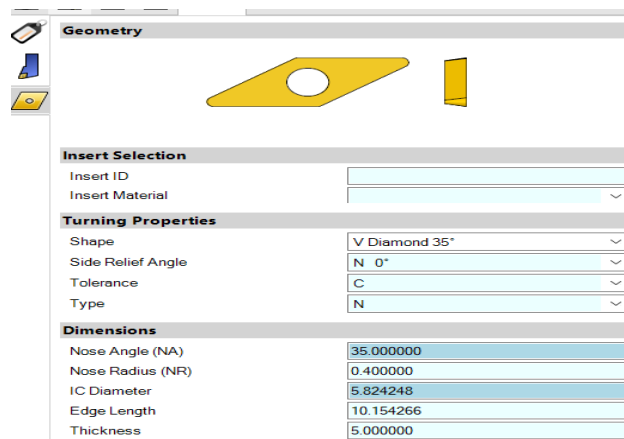 Geometry
Insert Selection
Insert ID
Insert Material
Turning Properties
Shape V Diamond 35°
Side Relief Angle N 0°
Tolerance C
Type N
Dimensions
Nose Angle (NA) 35.000000
Nose Radius (NR) 0.400000
IC Diameter 5.824248
Edge Length 10.154266
Thickness 5.000000